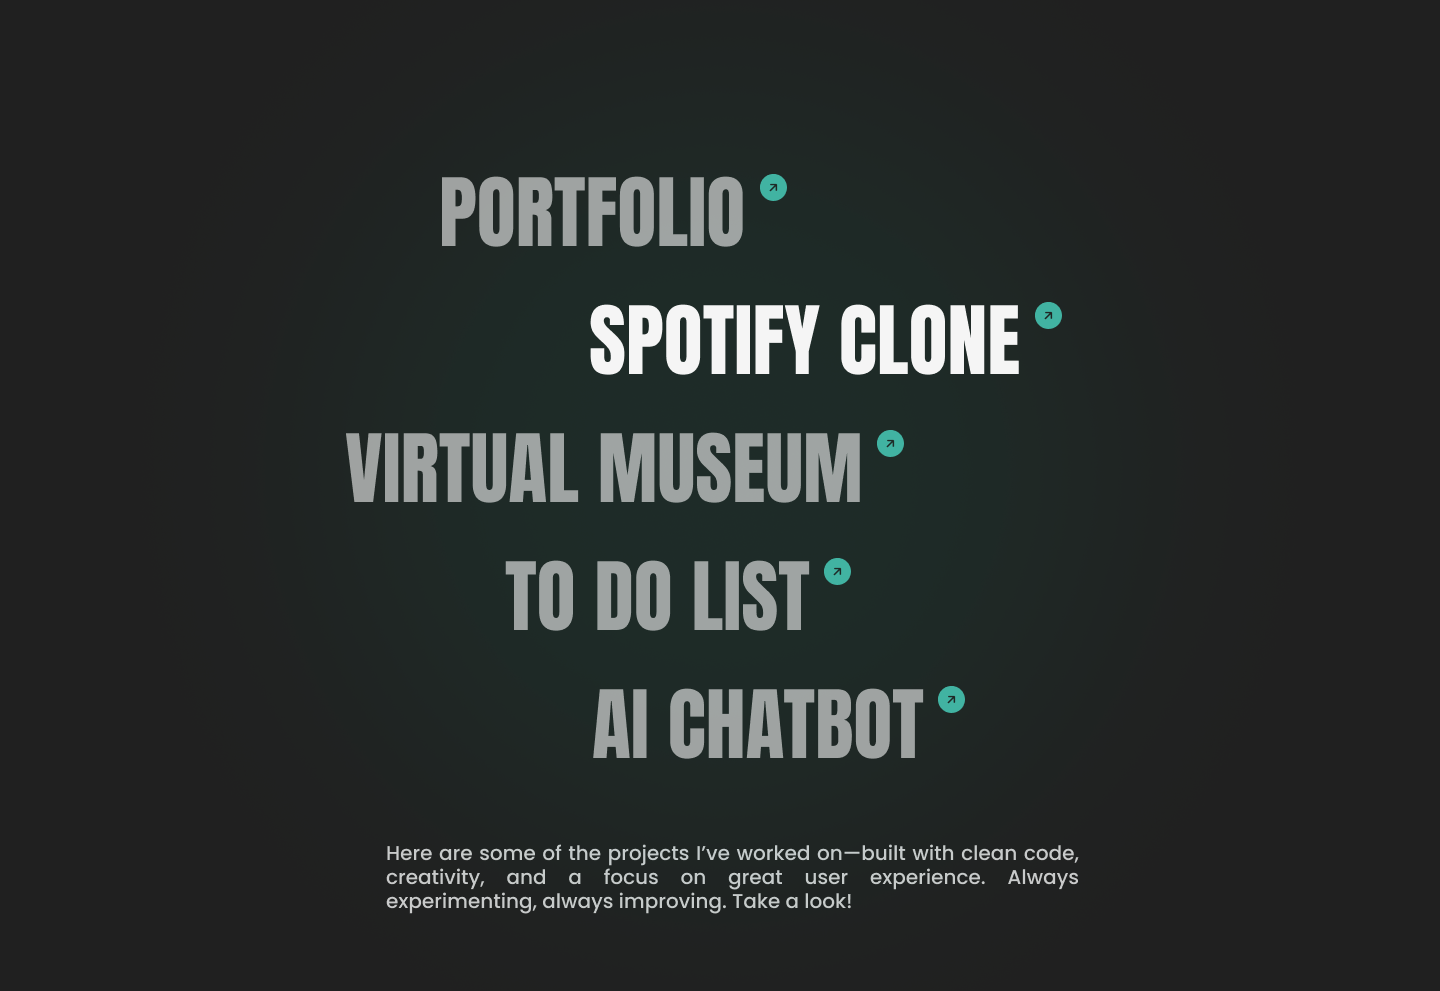 PORTFOLIO
SPOTIFY CLONE
VIRTUAL MUSEUM
TO DO LIST
AI CHATBOT
Here are some of the projects I’ve worked on—built with clean code,
creativity, and a focus on great user experience. Always
experimenting, always improving. Take a look!